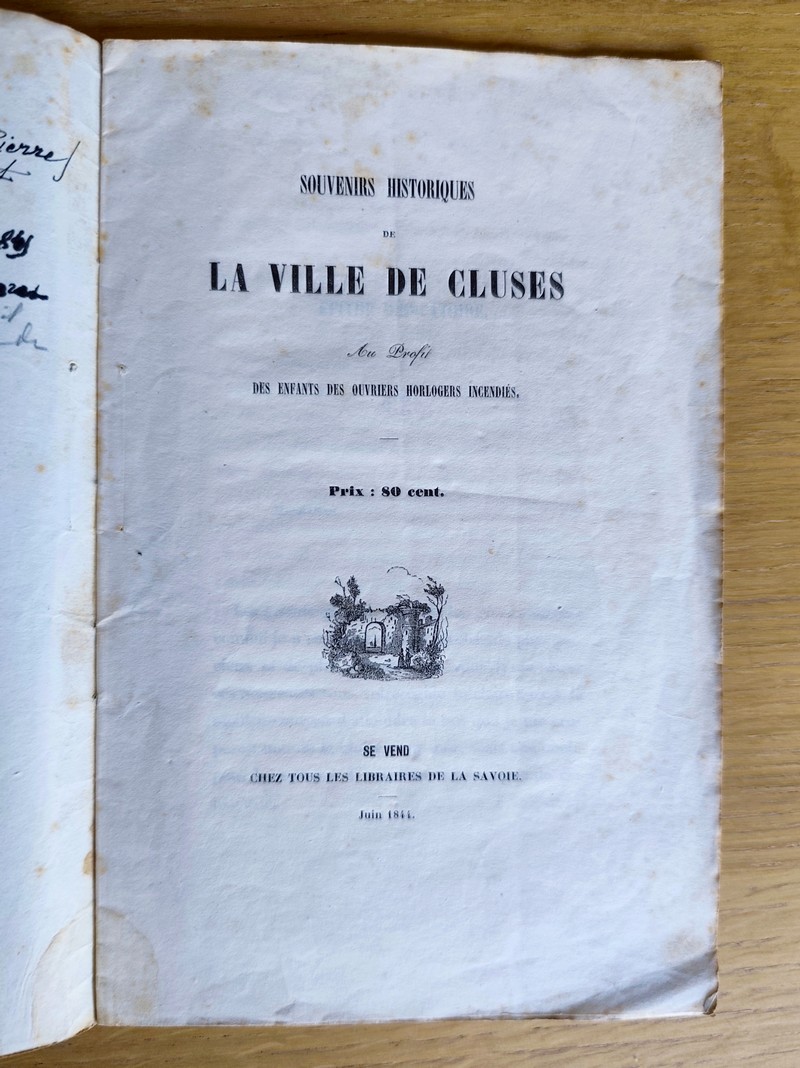 Pierre
SOUVENIRS HISTORIQUES
DE
LA VILLE DE CLUSES
Au Profit
DES ENFANTS DES OUVRIERS HORLOGERS INCENDIÉS.
Prix : 80 cent.
SE VEND
CHEZ TOUS LES LIBRAIRES DE LA SAVOIE.
Juin 1844.